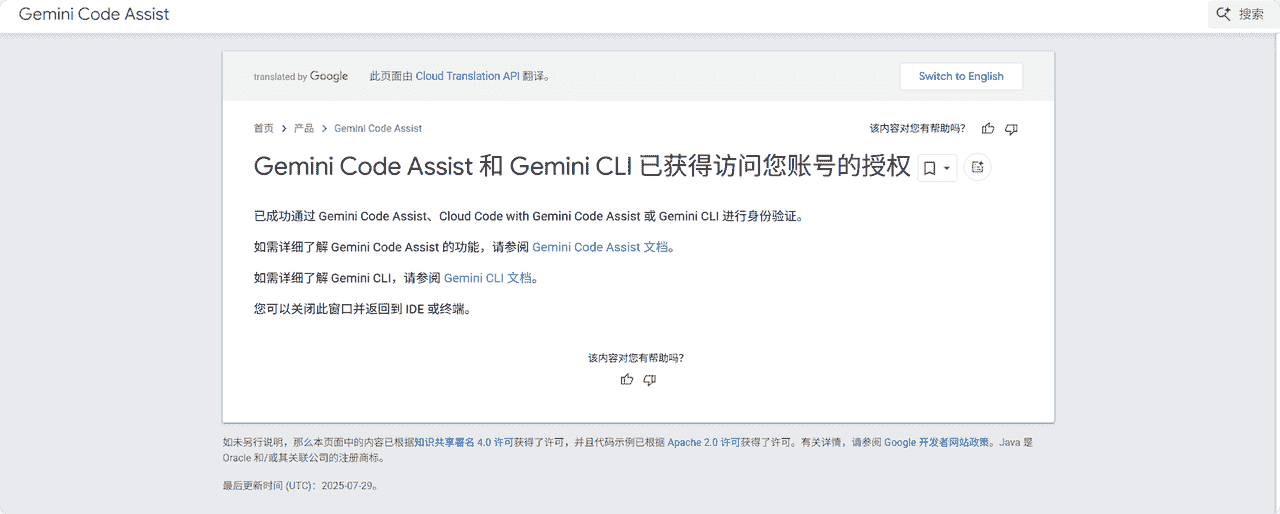 Gemini Code Assist
搜索
translated by Google 此页面由 Cloud Translation API 翻译。
Switch to English
首页 > 产品 > Gemini Code Assist
该内容对您有帮助吗?
Gemini Code Assist 和 Gemini CLI 已获得访问您账号的授权
已成功通过 Gemini Code Assist、Cloud Code with Gemini Code Assist 或 Gemini CLI 进行身份验证。
如需详细了解 Gemini Code Assist 的功能，请参阅 Gemini Code Assist 文档。
如需详细了解 Gemini CLI，请参阅 Gemini CLI 文档。
您可以关闭此窗口并返回到 IDE 或终端。
该内容对您有帮助吗?
如未另行说明，那么本页面中的内容已根据知识共享署名 4.0 许可获得了许可，并且代码示例已根据 Apache 2.0 许可获得了许可。有关详情，请参阅 Google 开发者网站政策。Java 是
Oracle 和/或其关联公司的注册商标。
最后更新时间 (UTC)：2025-07-29。